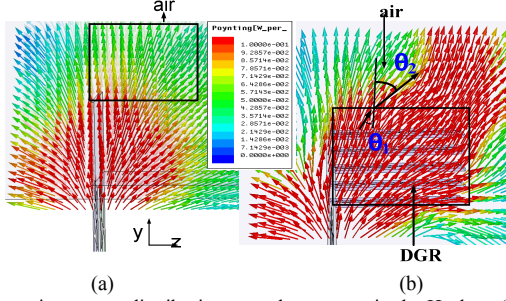 air
Poynting[W_per_
1.0000e-001
9.2857e-002
8.5714e-002
7.8571e-002
7.1429e-002
6.4286e-002
5.7143e-002
5.0000e-002
4.2857e-002
3.5714e-002
2.8571e-002
2.1429e-002
1.4286e-002
7.1429e-003
0.0000e+000
y
z
air
θ2
θ1
DGR
(a)
(b)